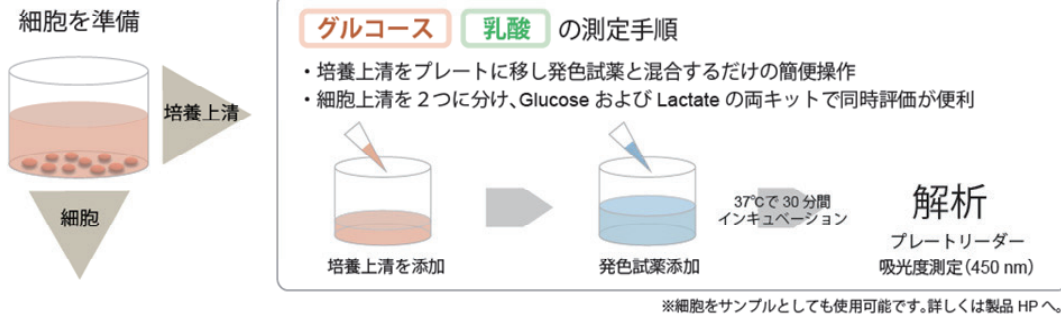 細胞を準備
培養上清
細胞
グルコース 乳酸 の測定手順
・培養上清をプレートに移し発色試薬と混合するだけの簡便操作
・細胞上清を２つに分け、Glucose および Lactate の両キットで同時評価が便利
培養上清を添加
発色試薬添加
37℃で 30 分間
インキュベーション
解析
プレートリーダー
吸光度測定(450 nm)
※細胞をサンプルとしても使用可能です。詳しくは製品 HP へ。